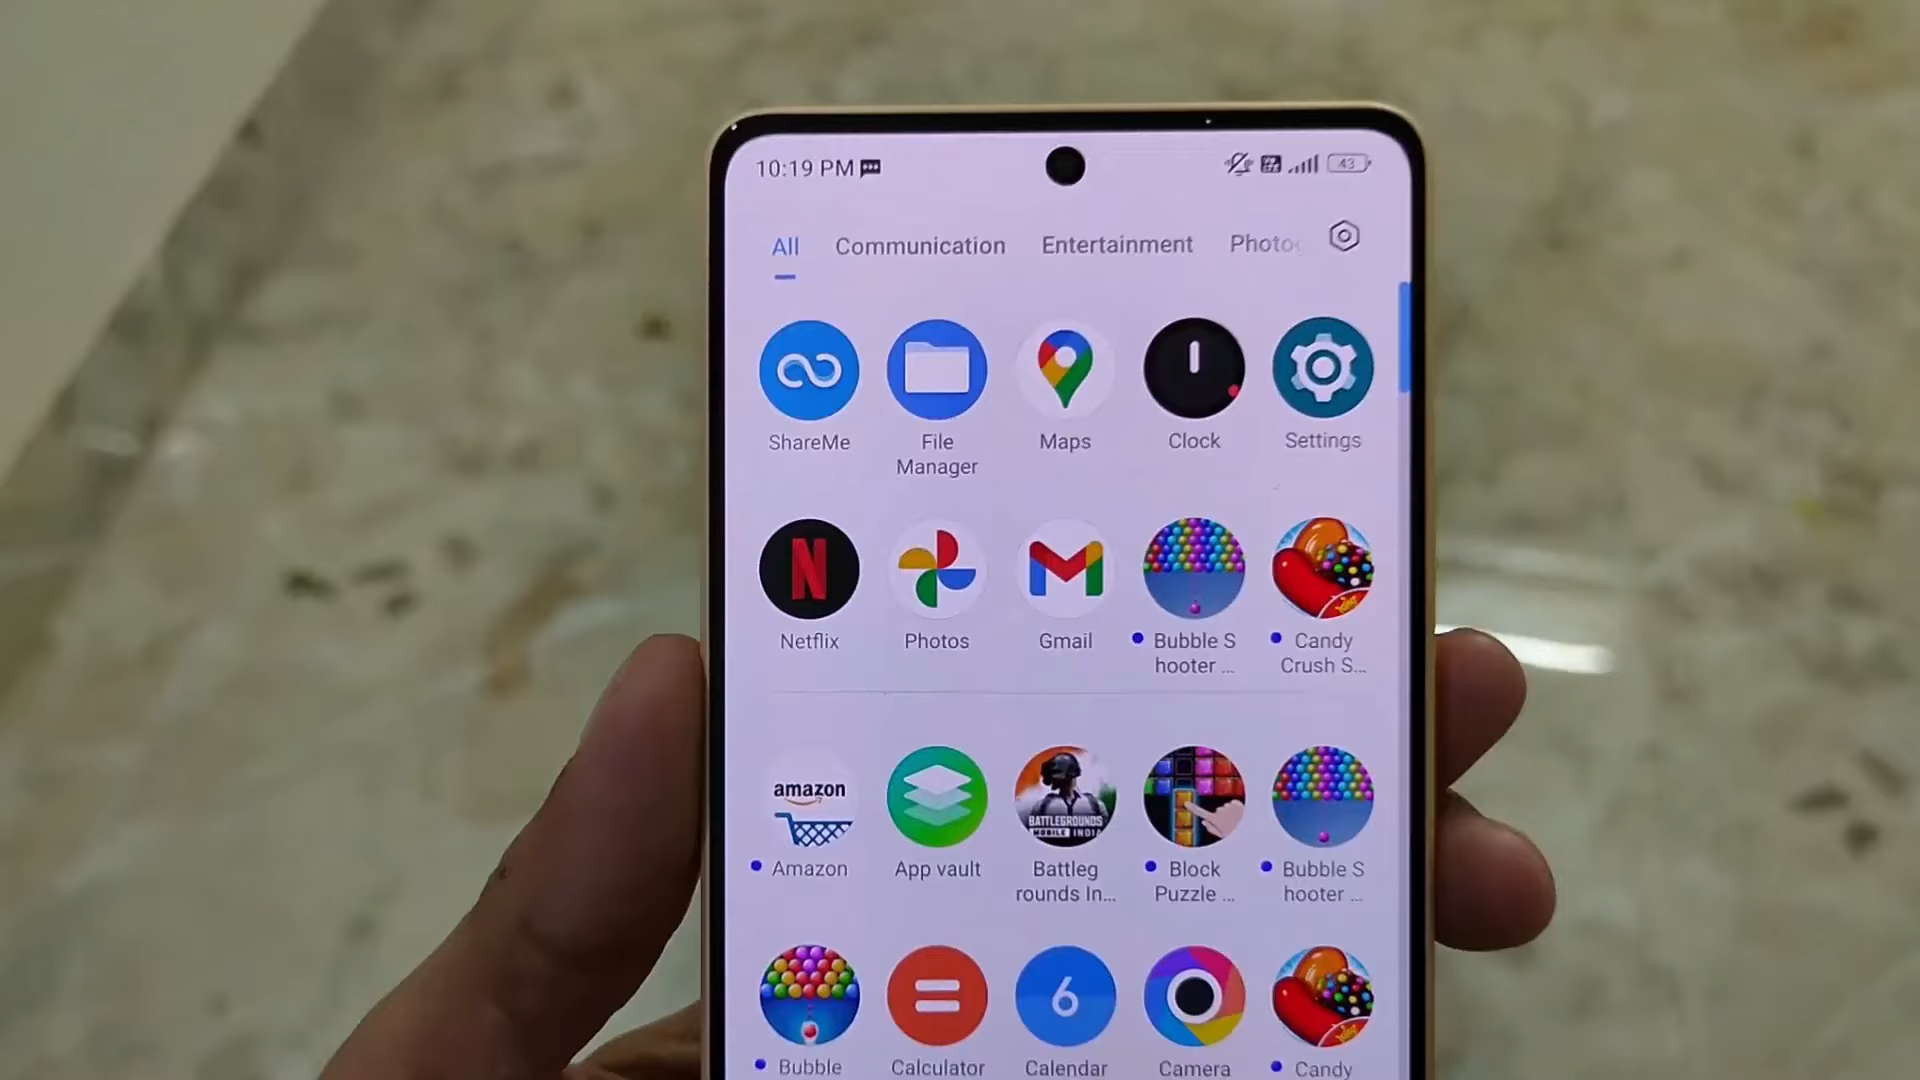 10:19 PM 43
All Communication Entertainment Photo
ShareMe File Maps Clock Settings
Manager
N
Netflix Photos Gmail Bubble S Candy
hooter ... Crush S...
amazon
BATTLEGROUNDS
MOBILE INDIA
Amazon App vault Battleg Block Bubble S
rounds In... Puzzle ... hooter ...
6
Bubble Calculator Calendar Camera Candy